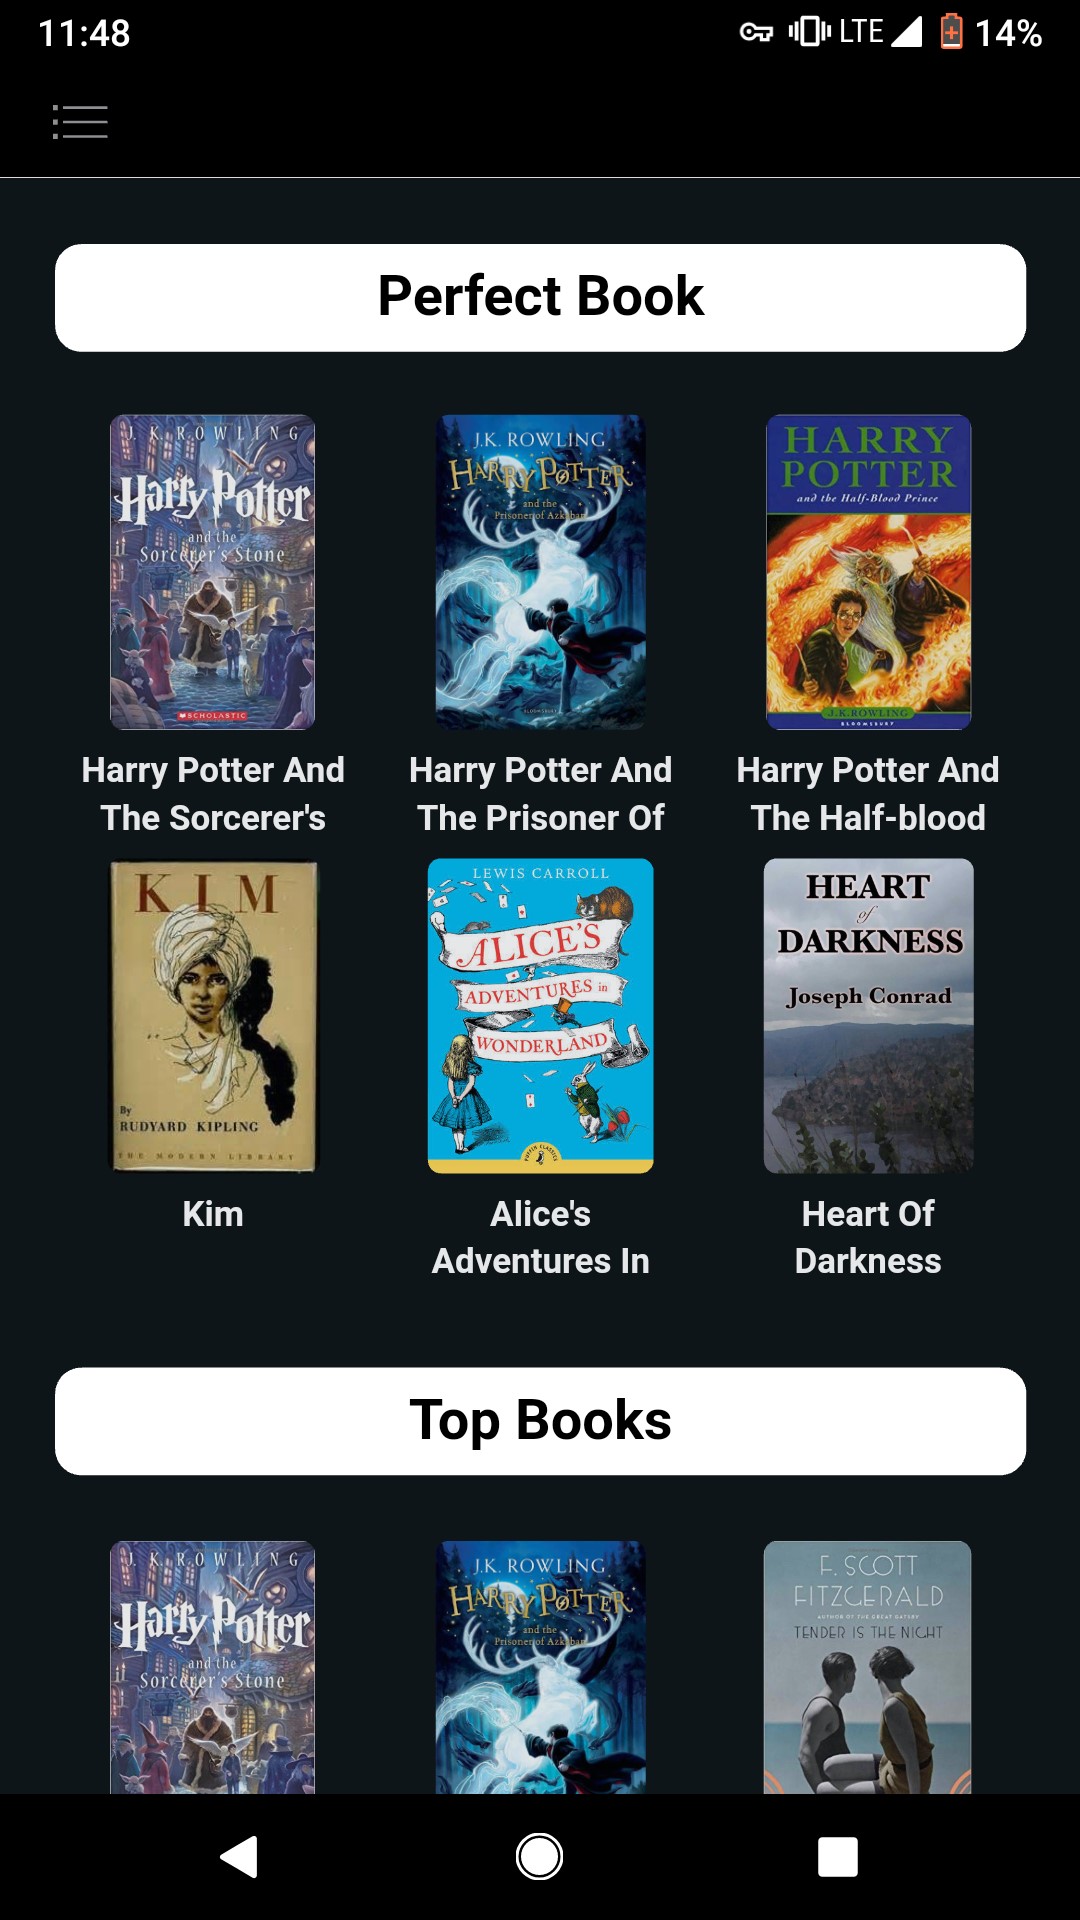 11:48
LTE
14%
Perfect Book
J.K.ROWLING
Harry Potter
and the
Sorcerer's Stone
SCHOLASTIC
J.K. ROWLING
HARRY POTTER
and the
Prisoner of Azkaban
BLOOMSBURY
HARRY
POTTER
and the Half-Blood Prince
J.K.ROWLING
BLOOMSBURY
Harry Potter And
The Sorcerer's
Harry Potter And
The Prisoner Of
Harry Potter And
The Half-blood
KIM
By
RUDYARD KIPLING
THE MODERN LIBRARY
LEWIS CARROLL
ALICE'S
ADVENTURES in
WONDERLAND
PUFFIN CLASSICS
HEART
of
DARKNESS
Joseph Conrad
Kim
Alice's
Adventures In
Heart Of
Darkness
Top Books
J.K.ROWLING
Harry Potter
and the
Sorcerer's Stone
J.K. ROWLING
HARRY POTTER
and the
Prisoner of Azkaban
F. SCOTT
FITZGERALD
AUTHOR OF THE GREAT GATSBY
TENDER IS THE NIGHT